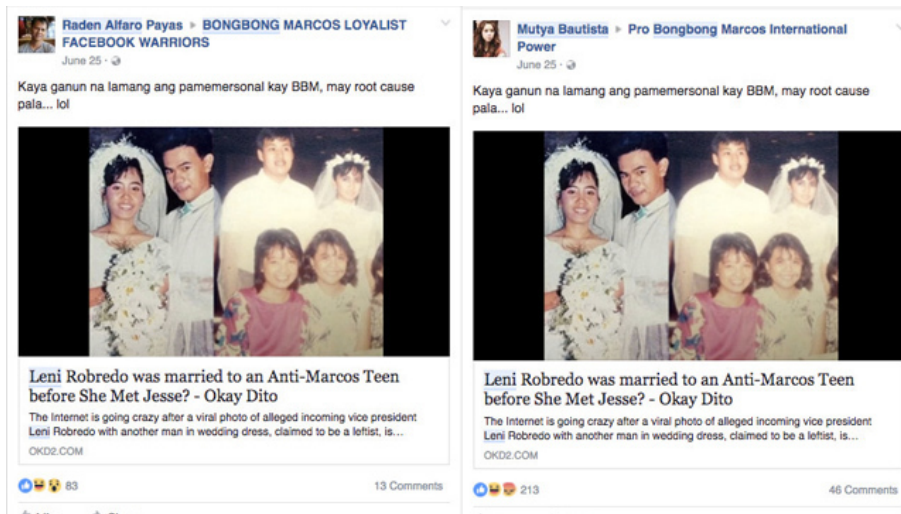 Raden Alfaro Payas ▸ BONGBONG MARCOS LOYALIST
FACEBOOK WARRIORS
June 25 ·
Kaya ganun na lamang ang pamemersonal kay BBM, may root cause
pala... lol
Leni Robredo was married to an Anti-Marcos Teen
before She Met Jesse? - Okay Dito
The Internet is going crazy after a viral photo of alleged incoming vice president
Leni Robredo with another man in wedding dress, claimed to be a leftist, is...
OKD2.COM
83
13 Comments
Mutya Bautista ▸ Pro Bongbong Marcos International
Power
June 25 ·
Kaya ganun na lamang ang pamemersonal kay BBM, may root cause
pala... lol
Leni Robredo was married to an Anti-Marcos Teen
before She Met Jesse? - Okay Dito
The Internet is going crazy after a viral photo of alleged incoming vice president
Leni Robredo with another man in wedding dress, claimed to be a leftist, is...
OKD2.COM
213
46 Comments